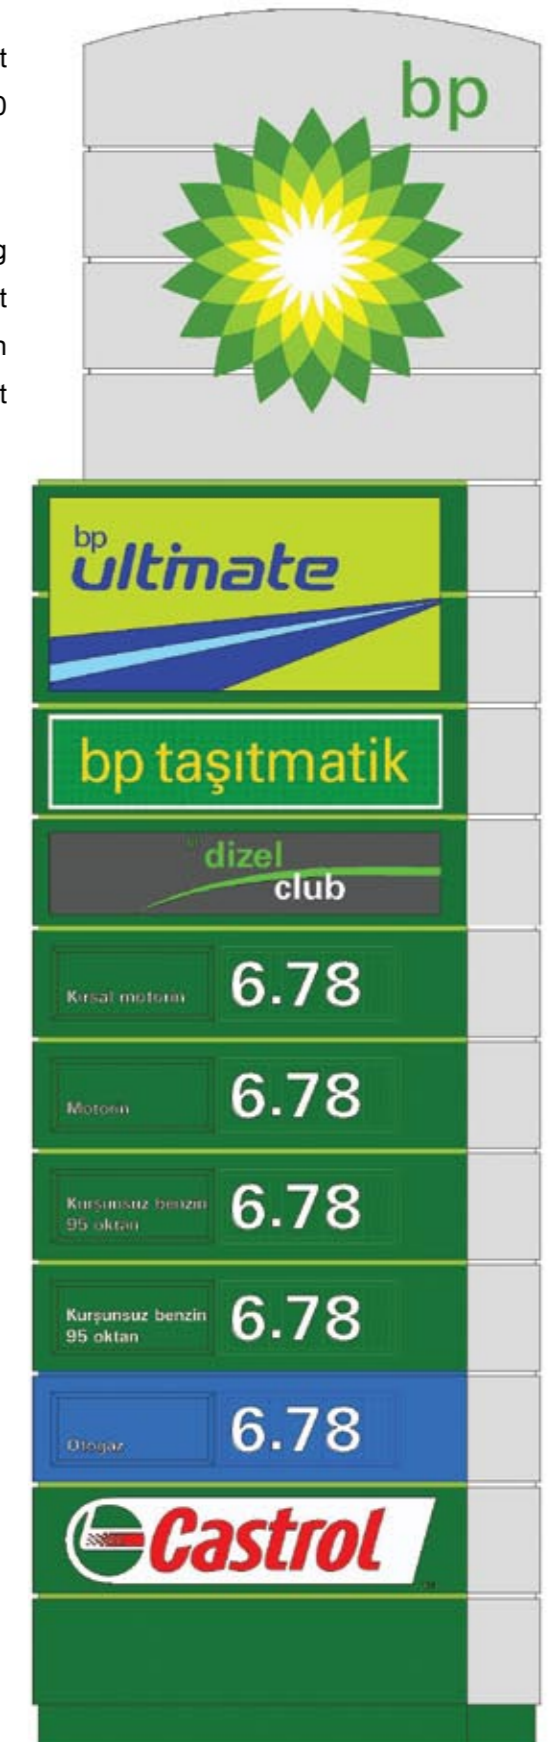 t
0
g
t
n
t
bp
bp
ultimate
bp taşıtmatik
dizel
club
Kırsal motorin
6.78
Motorin
6.78
Kurşunsuz benzin
95 oktan
6.78
Kurşunsuz benzin
95 oktan
6.78
Otogaz
6.78
Castrol